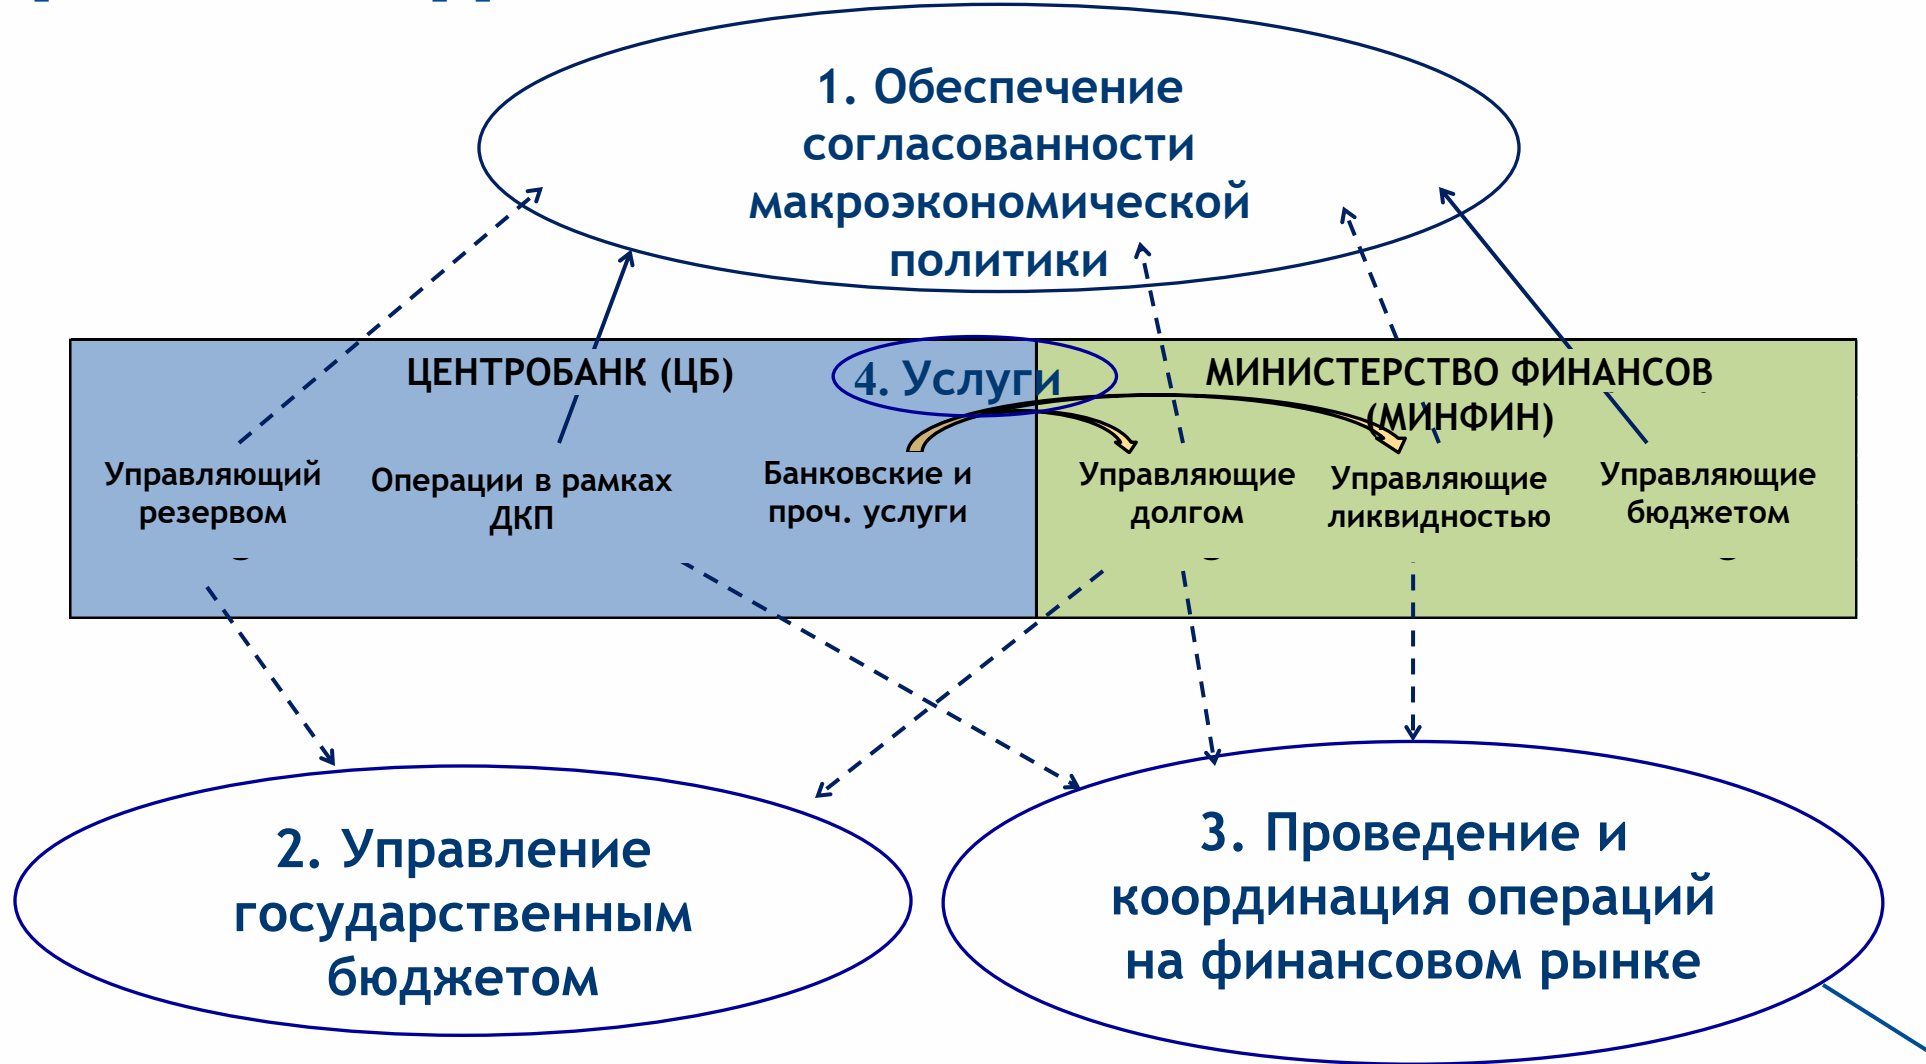 1. Обеспечение
согласованности
макроэкономической
политики
ЦЕНТРОБАНК (ЦБ)
4. Услуги
МИНИСТЕРСТВО ФИНАНСОВ
(МИНФИН)
Управляющий
резервом
Операции в рамках
ДКП
Банковские и
проч. услуги
Управляющие
долгом
Управляющие
ликвидностью
Управляющие
бюджетом
2. Управление
государственным
бюджетом
3. Проведение и
координация операций
на финансовом рынке